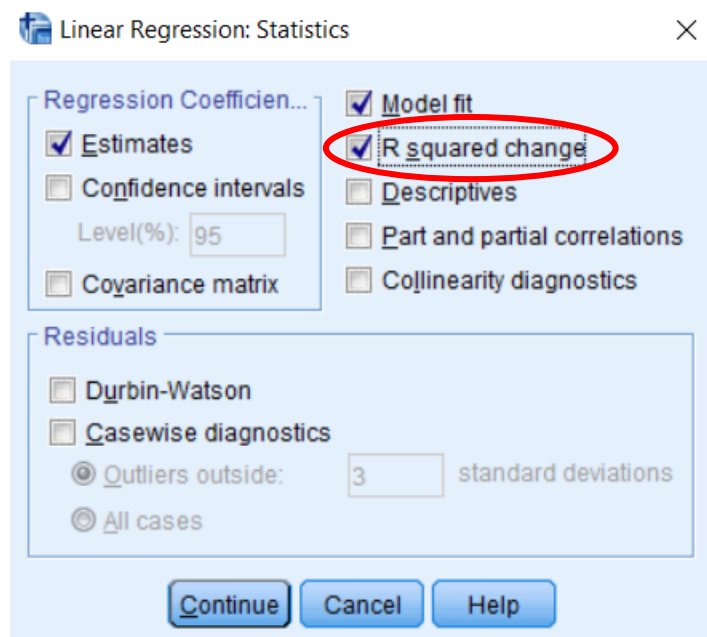 Linear Regression: Statistics
Regression Coefficien...
Estimates
Confidence intervals
Level(%): 95
Covariance matrix
Model fit
R squared change
Descriptives
Part and partial correlations
Collinearity diagnostics
Residuals
Durbin-Watson
Casewise diagnostics
Outliers outside: 3 standard deviations
All cases
Continue Cancel Help